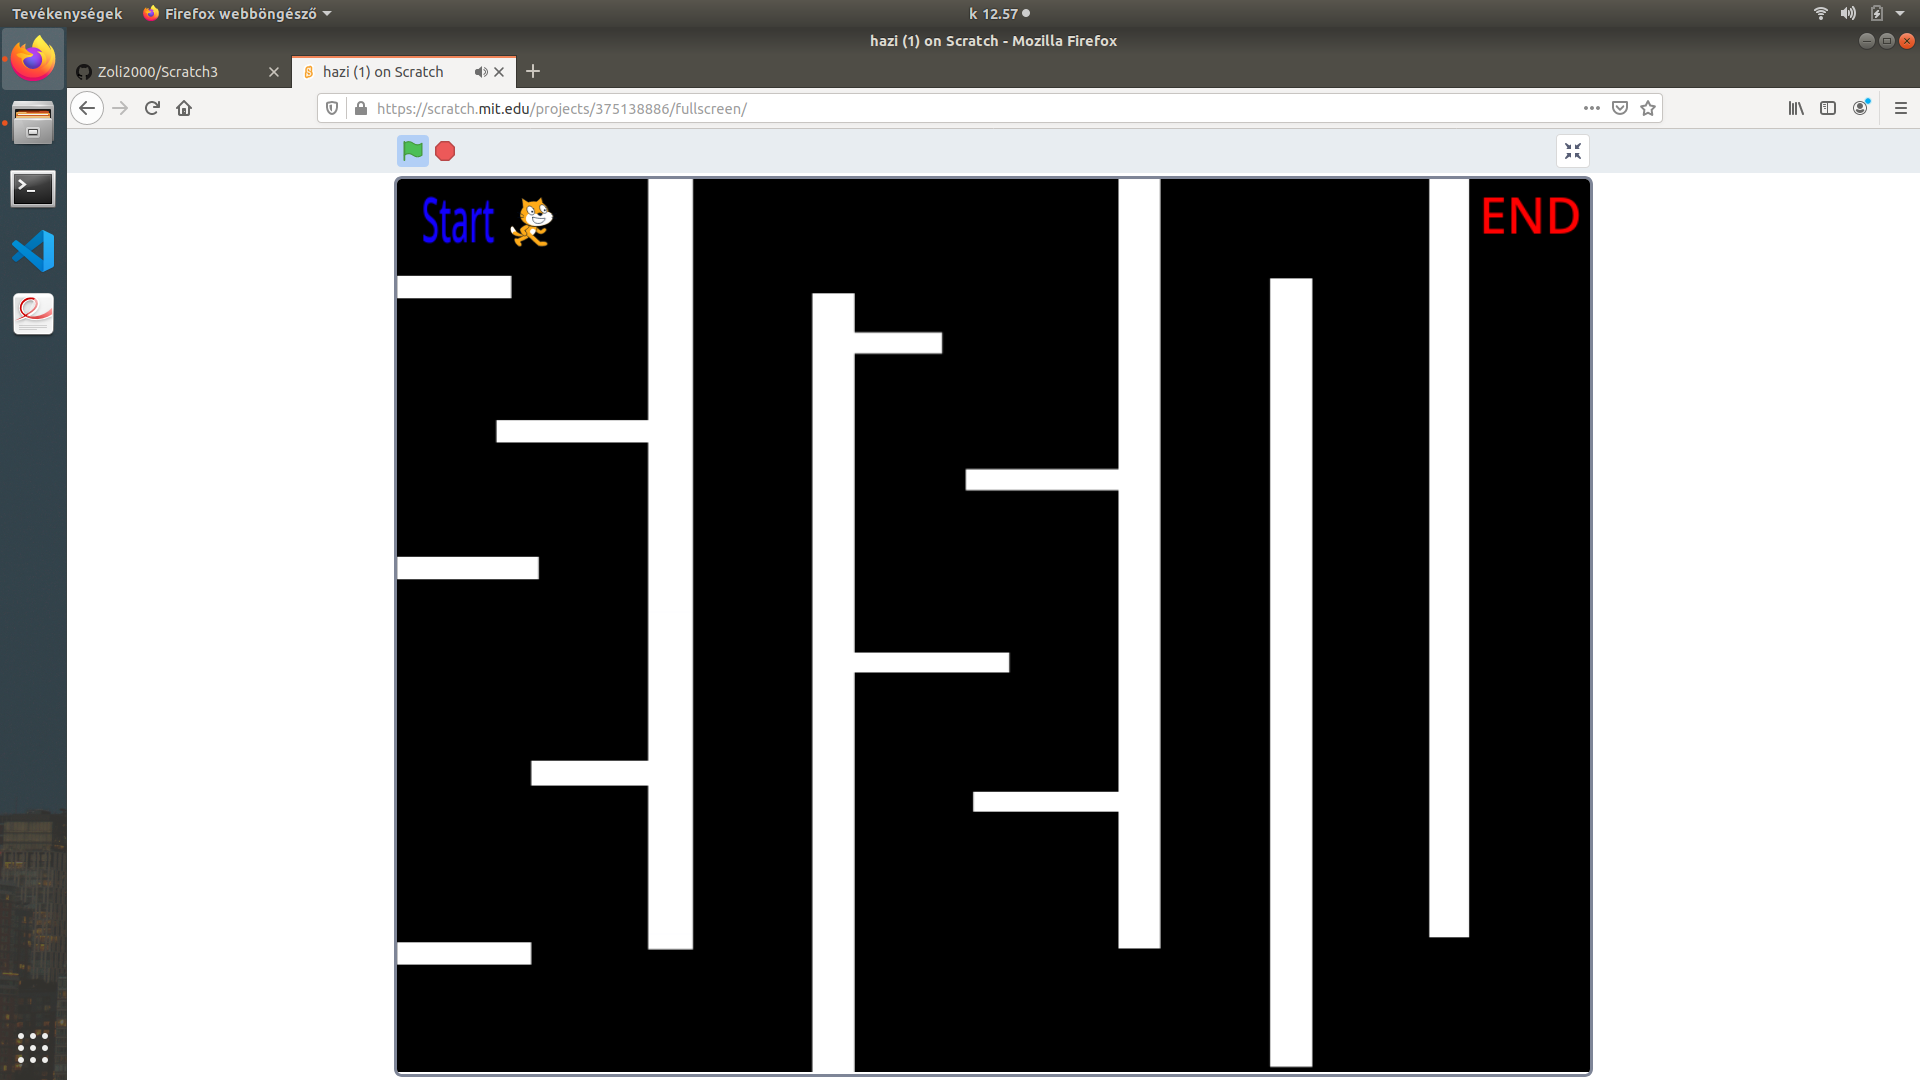 Tevékenységek
Firefox webböngésző
k 12.57
hazi (1) on Scratch - Mozilla Firefox
Zoli2000/Scratch3
hazi (1) on Scratch
https://scratch.mit.edu/projects/375138886/fullscreen/
Start
END